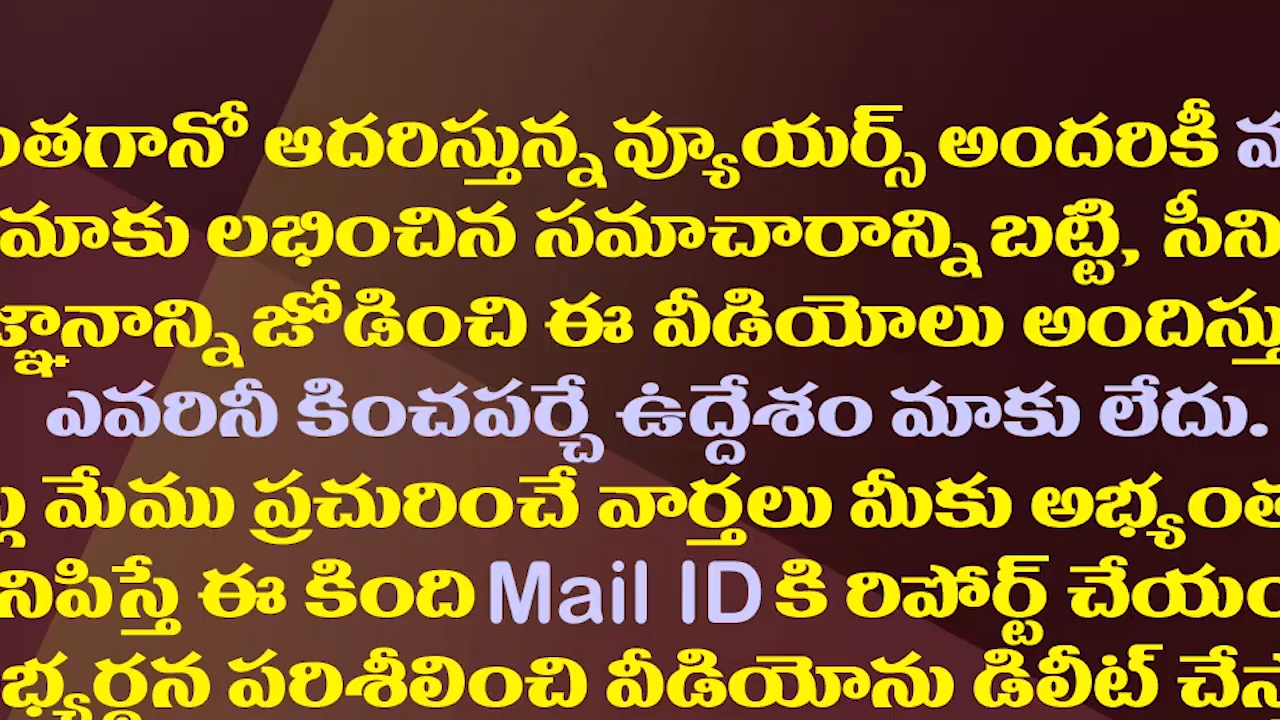 ంతగానో ఆదరిస్తున్న వ్యూయర్స్ అందరికీ
మాకు లభించిన సమాచారాన్ని బట్టి, సీని
జ్ఞానాన్ని జోడించి ఈ వీడియోలు అందిస్తు
ఎవరినీ కించపర్చే ఉద్దేశం మాకు లేదు.
మేము ప్రచురించే వార్తలు మీకు అభ్యంత
నిపిస్తే ఈ కింది Mail ID కి రిపోర్ట్ చేయం
భ్యర్థన పరిశీలించి వీడియోను డిలీట్ చేస